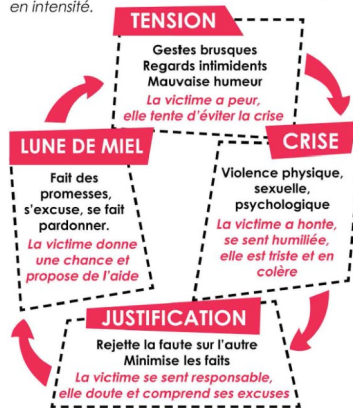 en intensité.
TENSION
Gestes brusques
Regards intimidents
Mauvaise humeur
La victime a peur,
elle tente d'éviter la crise
CRISE
Violence physique,
sexuelle,
psychologique
La victime a honte,
se sent humiliée,
elle est triste et en
colère
JUSTIFICATION
Rejette la faute sur l'autre
Minimise les faits
La victime se sent responsable,
elle doute et comprend ses excuses
LUNE DE MIEL
Fait des
promesses,
s'excuse, se fait
pardonner.
La victime donne
une chance et
propose de l'aide